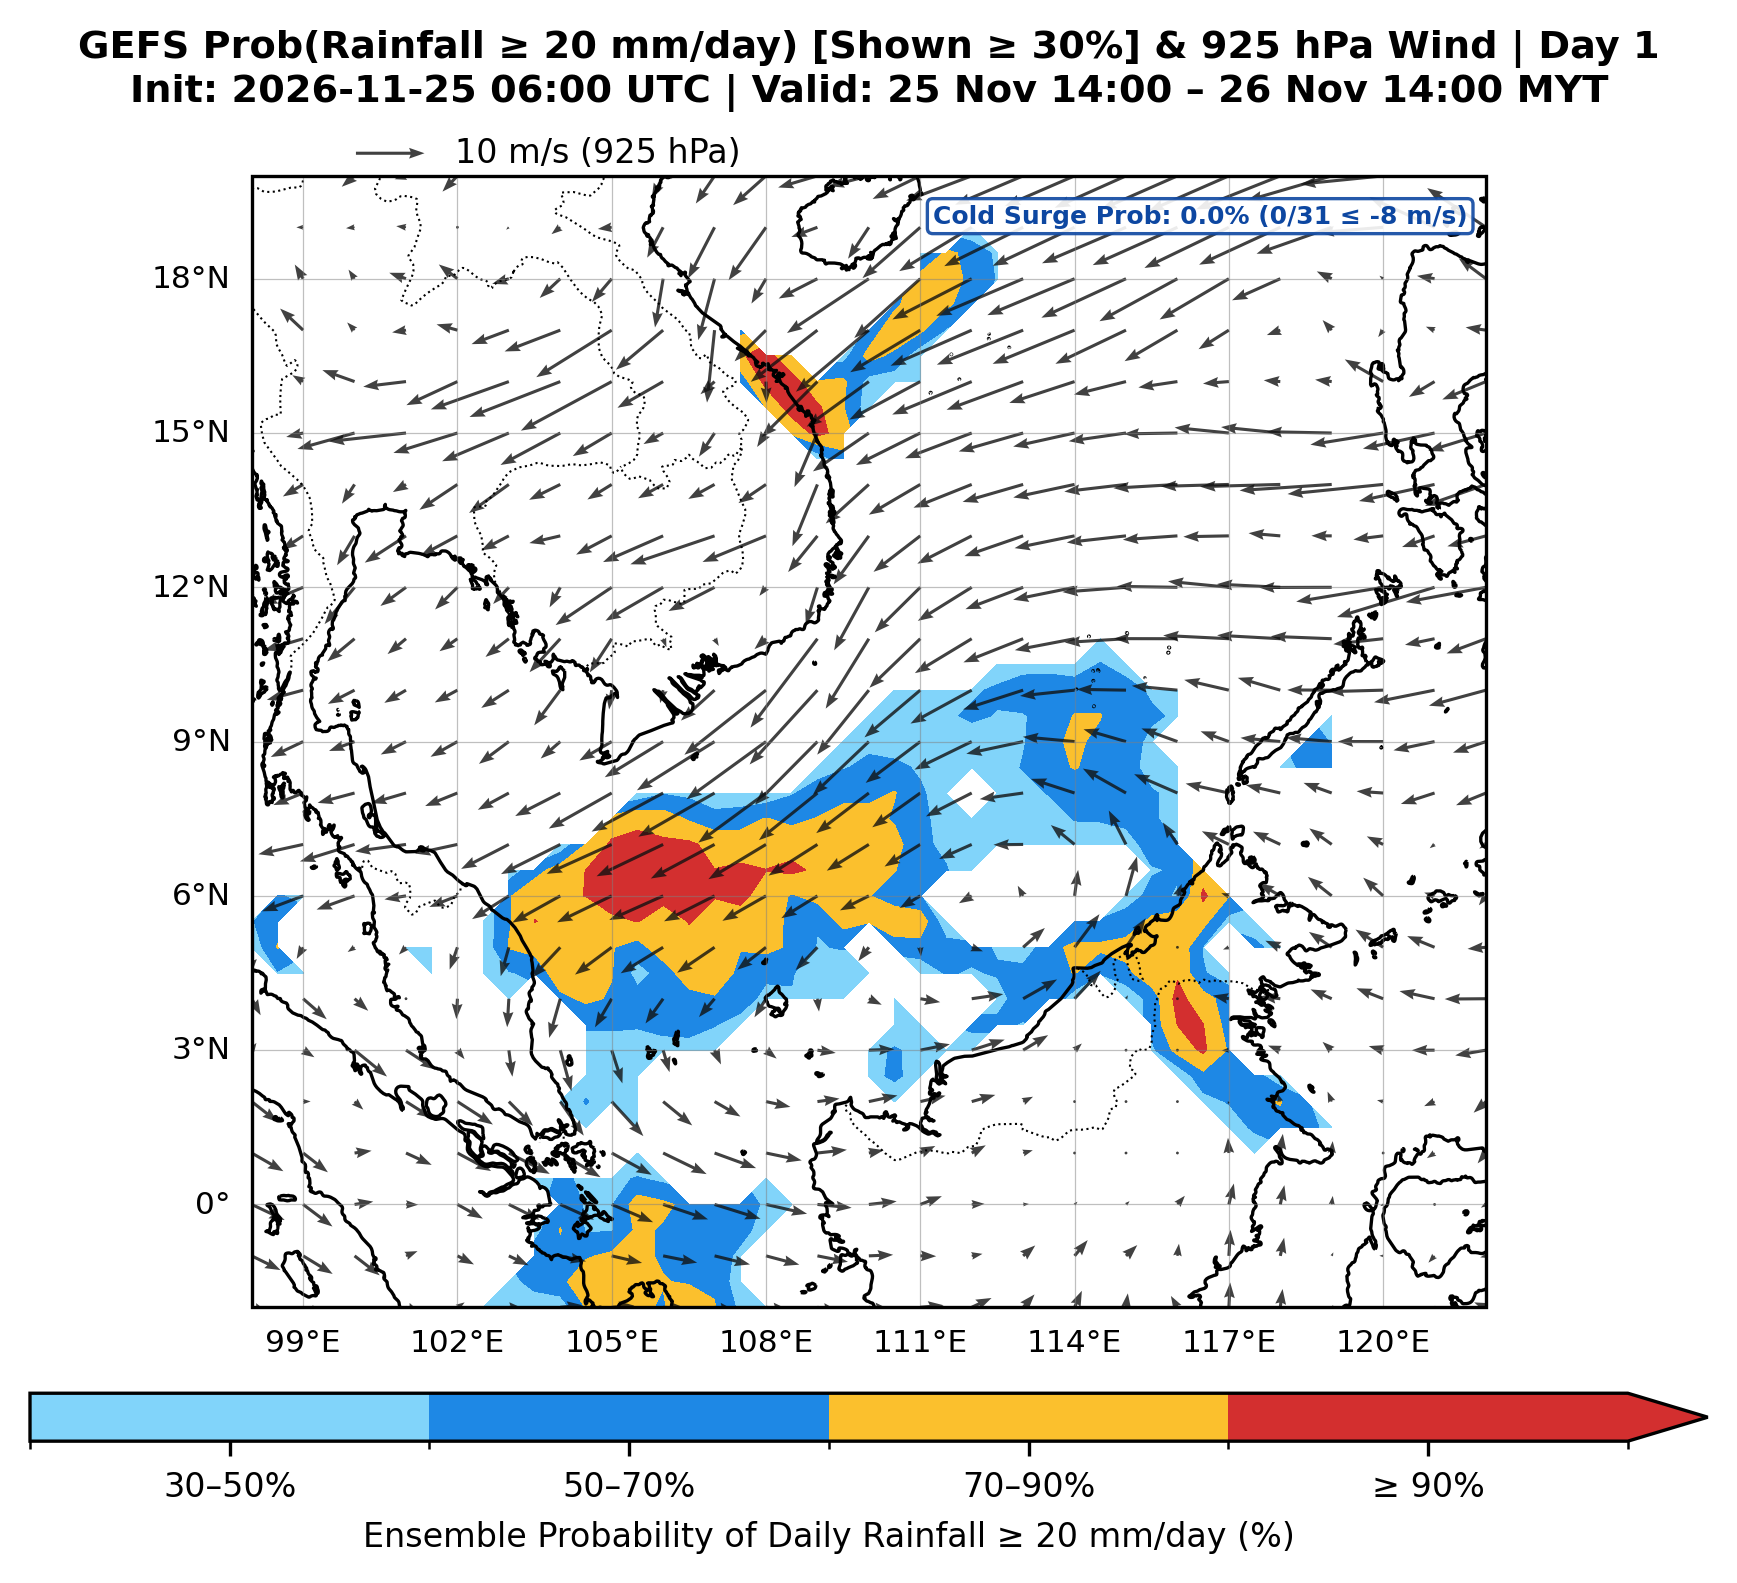 GEFS Prob(Rainfall ≥ 20 mm/day) [Shown ≥ 30%] & 925 hPa Wind | Day 1
Init: 2026-11-25 06:00 UTC | Valid: 25 Nov 14:00 – 26 Nov 14:00 MYT
10 m/s (925 hPa)
Cold Surge Prob: 0.0% (0/31 ≤ -8 m/s)
18°N
15°N
12°N
9°N
6°N
3°N
0°
99°E 102°E 105°E 108°E 111°E 114°E 117°E 120°E
30–50% 50–70% 70–90% ≥ 90%
Ensemble Probability of Daily Rainfall ≥ 20 mm/day (%)